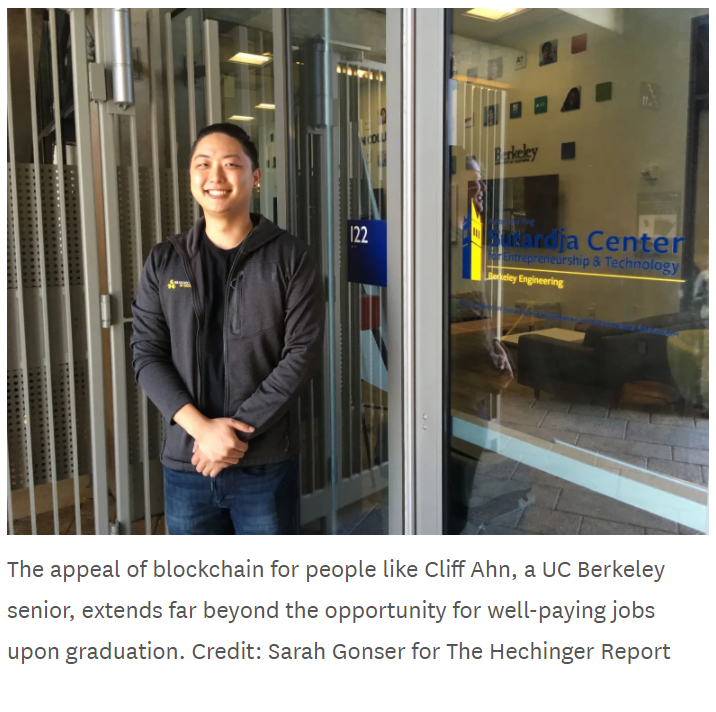 Berkeley
122
Sutardja Center
for Entrepreneurship & Technology
Berkeley Engineering
The appeal of blockchain for people like Cliff Ahn, a UC Berkeley
senior, extends far beyond the opportunity for well-paying jobs
upon graduation. Credit: Sarah Gonser for The Hechinger Report